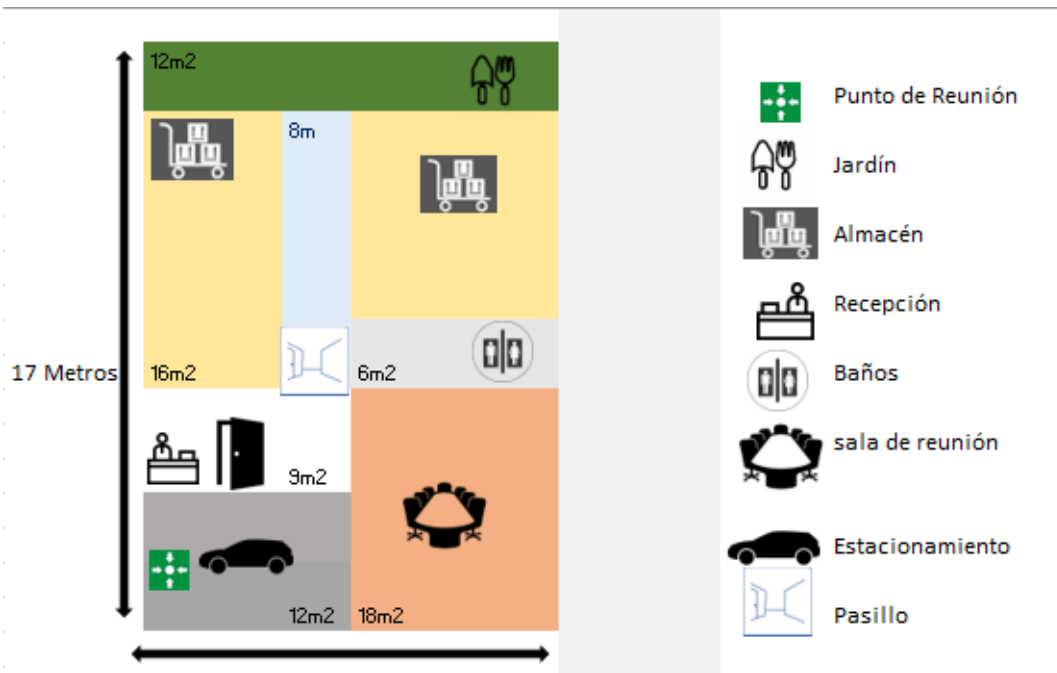 12m2
8m
17 Metros
16m2
6m2
9m2
12m2
18m2
Punto de Reunión
Jardín
Almacén
Recepción
Baños
sala de reunión
Estacionamiento
Pasillo